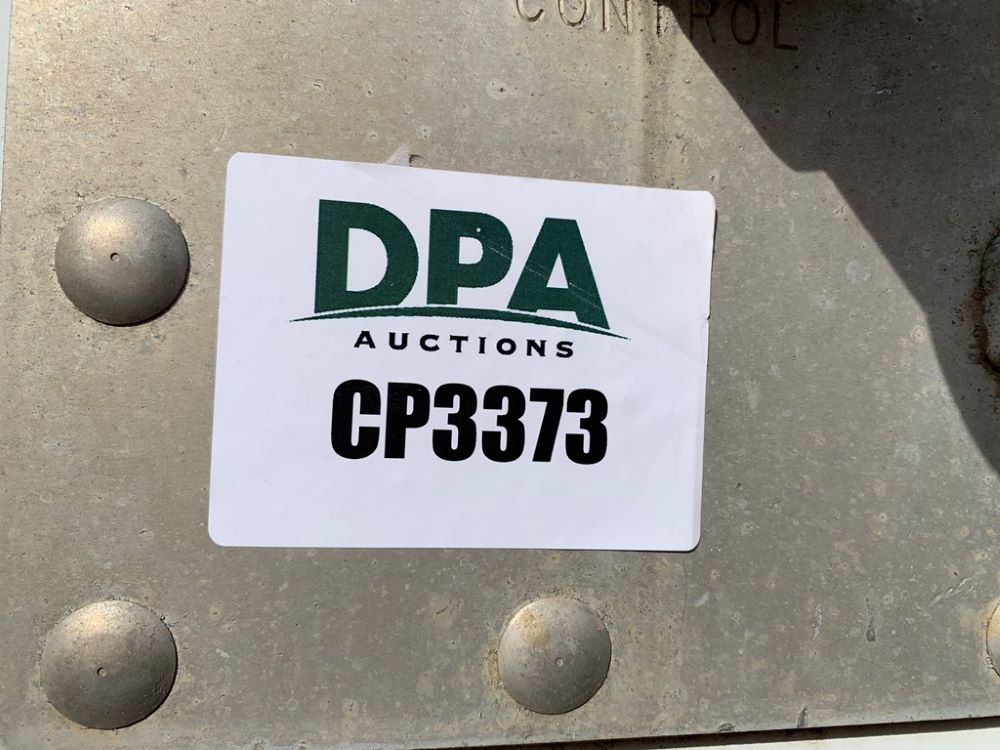 CONTROL
DPA
AUCTIONS
CP3373